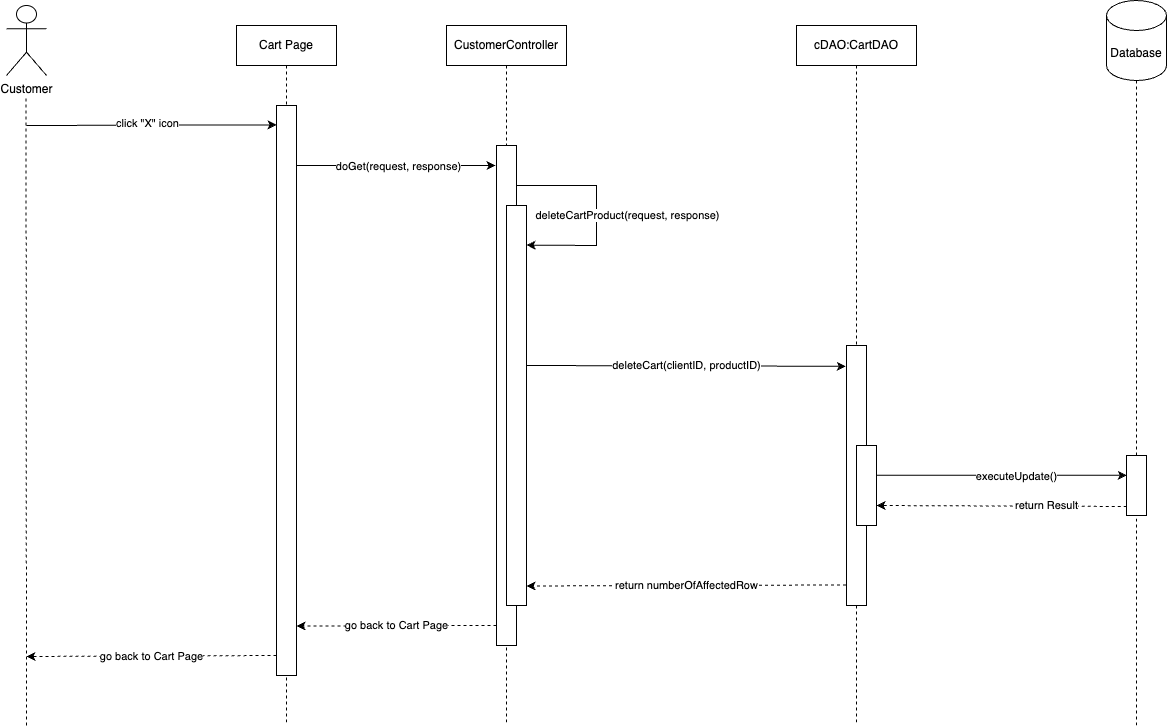 Cart Page
CustomerController
cDAO:CartDAO
Database
Customer
click "X" icon
doGet(request, response)
deleteCartProduct(request, response)
deleteCart(clientID, productID)
executeUpdate()
return Result
return numberOfAffectedRow
go back to Cart Page
go back to Cart Page